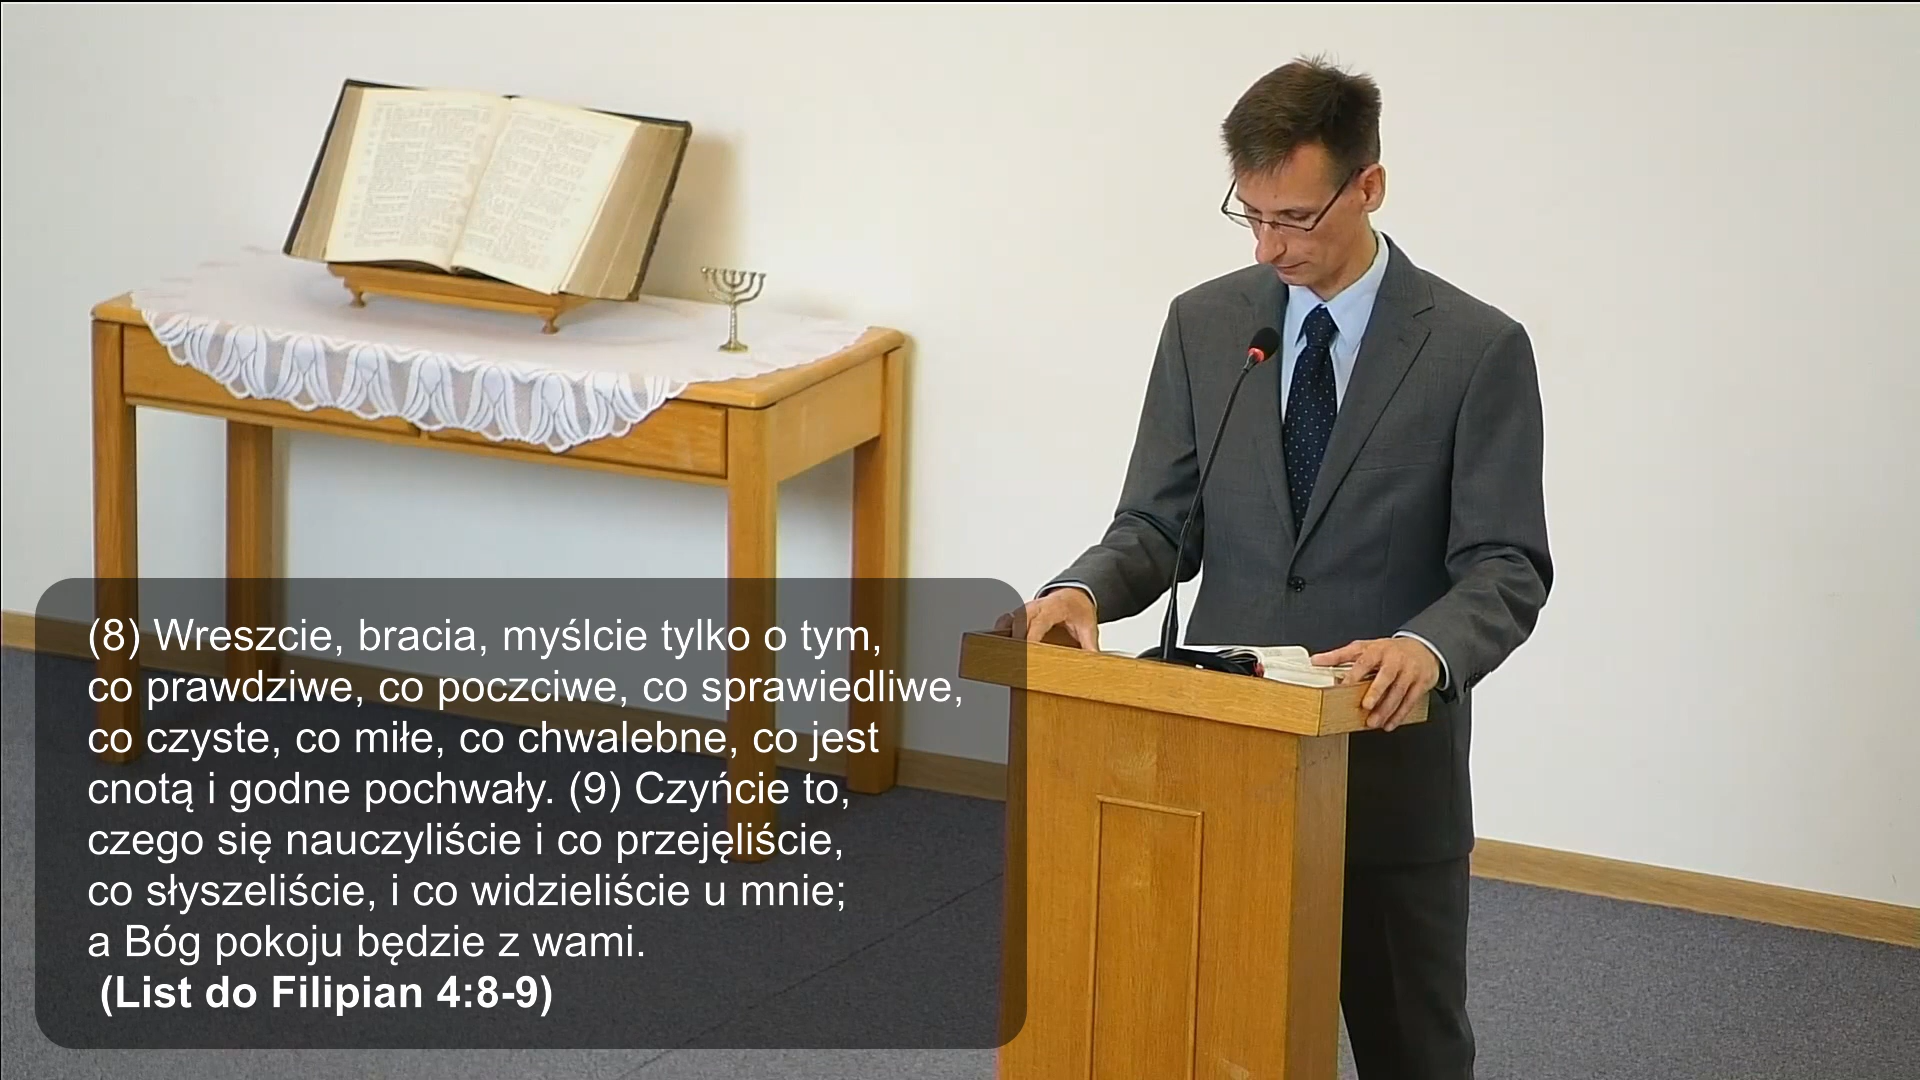 (8) Wreszcie, bracia, myślcie tylko o tym,
co prawdziwe, co poczciwe, co sprawiedliwe,
co czyste, co miłe, co chwalebne, co jest
cnotą i godne pochwały. (9) Czyńcie to,
czego się nauczyliście i co przejęliście,
co słyszeliście, i co widzieliście u mnie;
a Bóg pokoju będzie z wami.
(List do Filipian 4:8-9)